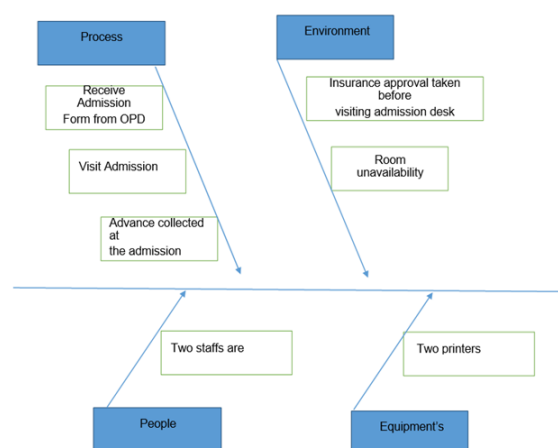 Process
Environment
Receive
Admission
Form from OPD
Insurance approval taken
before
visiting admission desk
Visit Admission
Room
unavailability
Advance collected
at
the admission
Two staffs are
Two printers
People
Equipment's